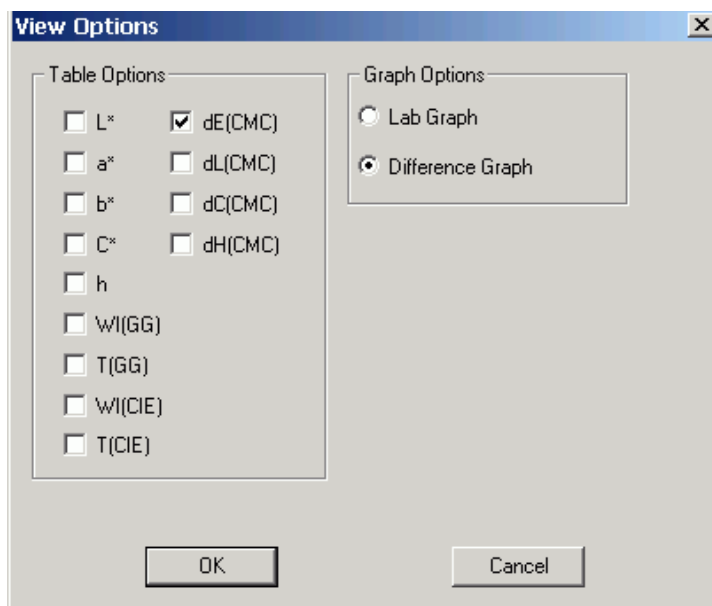 View Options
Table Options
L*
dE(CMC)
a*
dL(CMC)
b*
dC(CMC)
C*
dH(CMC)
h
WI(GG)
T(GG)
WI(CIE)
T(CIE)
Graph Options
Lab Graph
Difference Graph
OK
Cancel